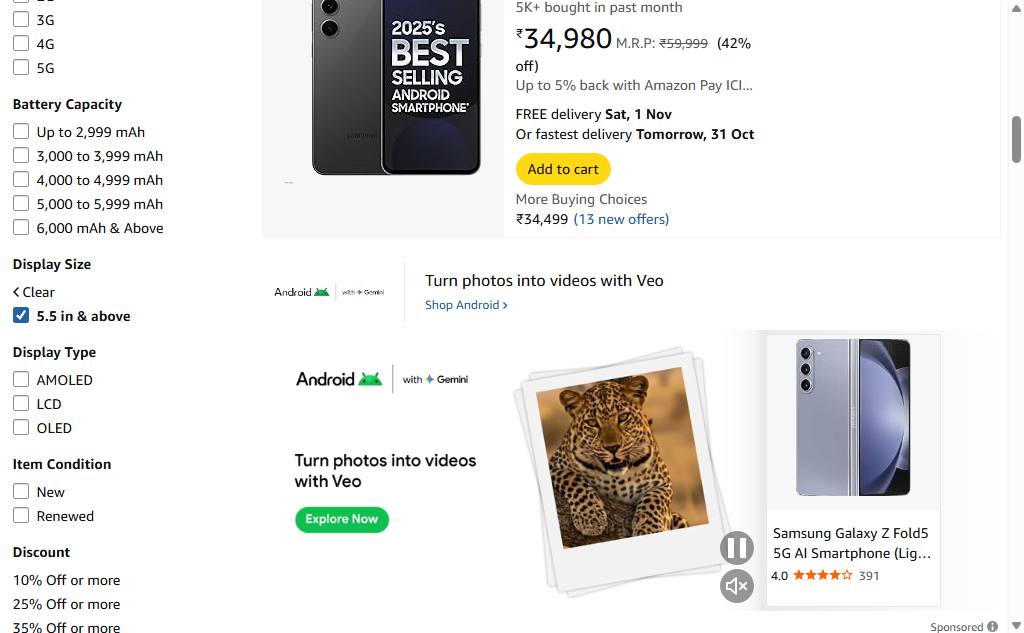 3G
4G
5G
Battery Capacity
Up to 2,999 mAh
3,000 to 3,999 mAh
4,000 to 4,999 mAh
5,000 to 5,999 mAh
6,000 mAh & Above
Display Size
Clear
5.5 in & above
Display Type
AMOLED
LCD
OLED
Item Condition
New
Renewed
Discount
10% Off or more
25% Off or more
35% Off or more
2025's
BEST
SELLING
ANDROID
SMARTPHONE*
SAMSUNG
5K+ bought in past month
₹34,980 M.R.P: ₹59,999 (42%
off)
Up to 5% back with Amazon Pay ICI...
FREE delivery Sat, 1 Nov
Or fastest delivery Tomorrow, 31 Oct
Add to cart
More Buying Choices
₹34,499 (13 new offers)
Android with Gemini
Turn photos into videos with Veo
Shop Android ›
Android with Gemini
Turn photos into videos
with Veo
Explore Now
Samsung Galaxy Z Fold5
5G AI Smartphone (Lig...
4.0 391
Sponsored